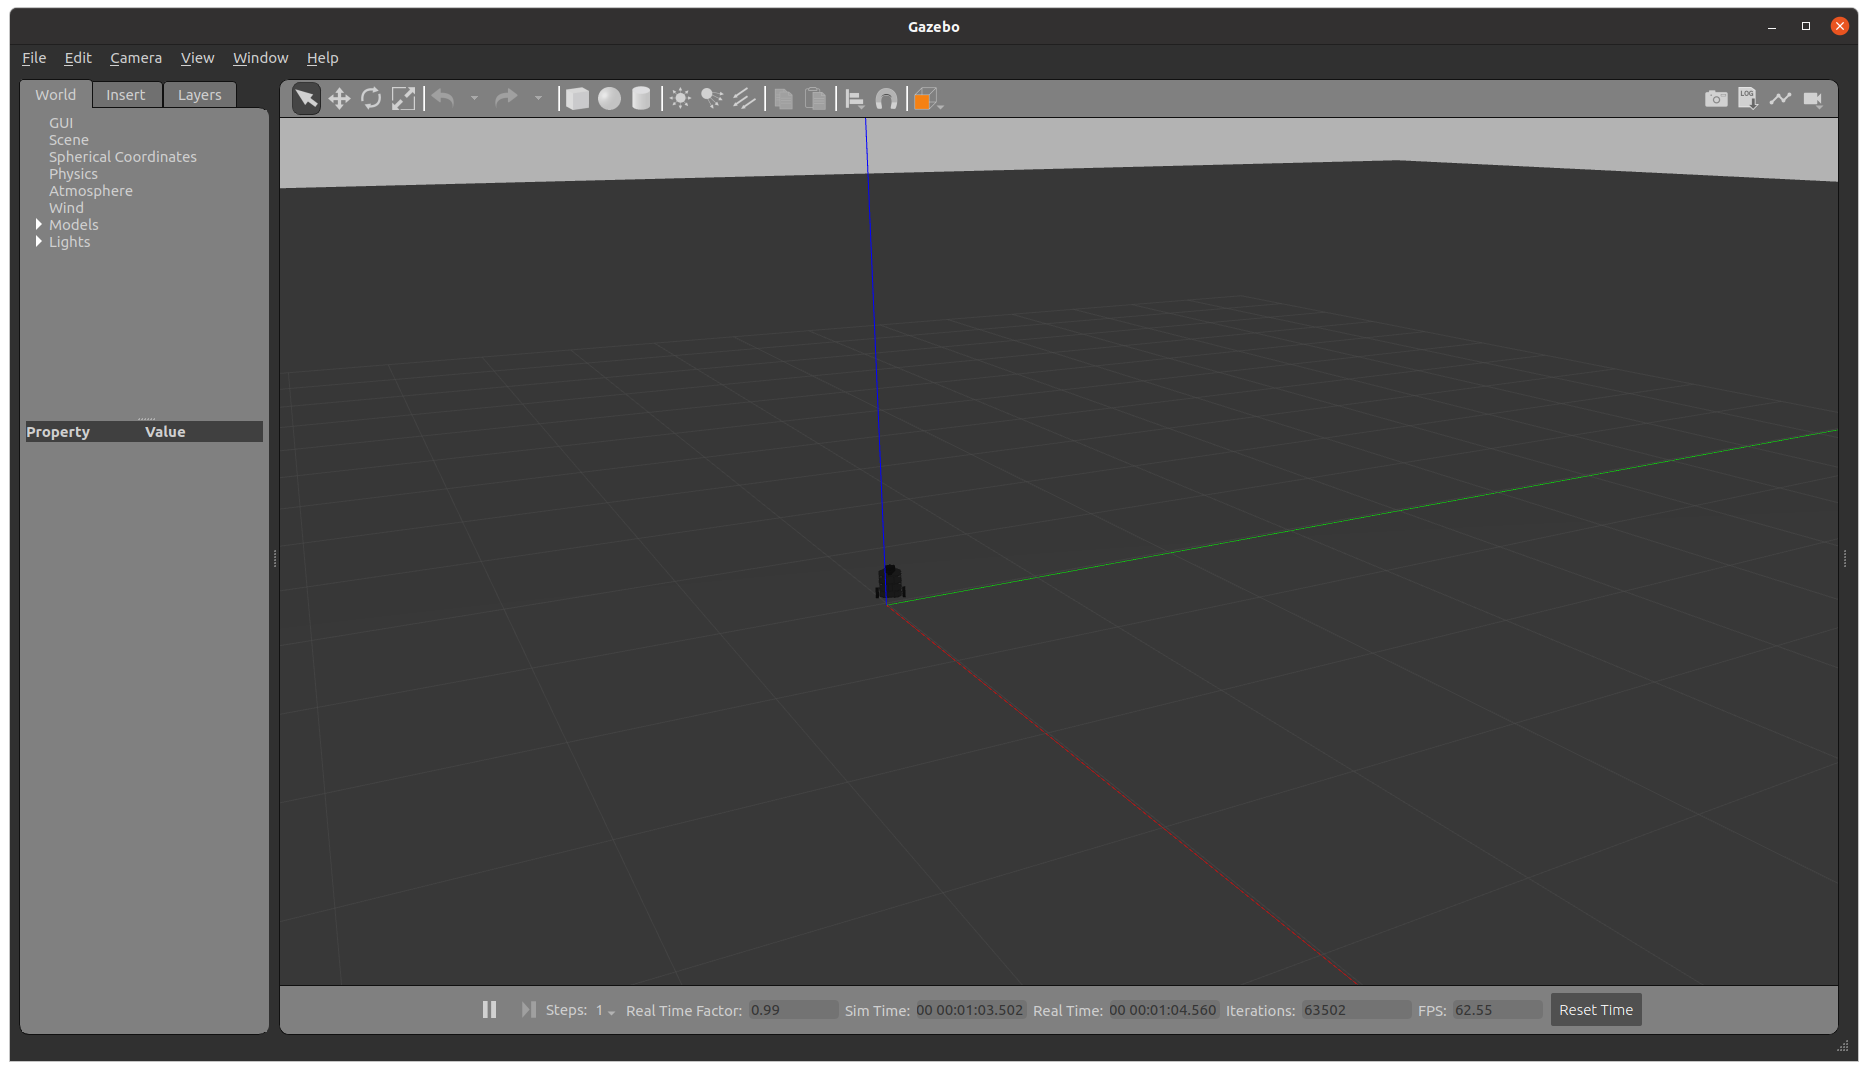 Gazebo
File Edit Camera View Window Help
World Insert Layers
GUI
Scene
Spherical Coordinates
Physics
Atmosphere
Wind
Models
Lights
Property Value
LOG
Steps: 1 Real Time Factor: 0.99 Sim Time: 00 00:01:03.502 Real Time: 00 00:01:04.560 Iterations: 63502 FPS: 62.55 Reset Time